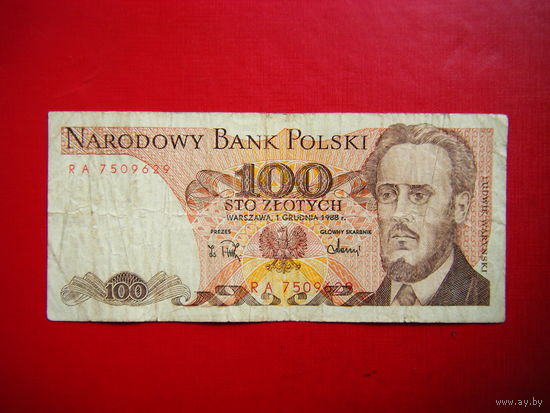 NARODOWY BANK POLSKI
RA 7509629
100
STO ZŁOTYCH
WARSZAWA, 1 GRUDNIA 1988 r.
PREZES
GŁÓWNY SKARBNIK
LUDWIK WARYŃSKI
100
RA 7509629
www.ay.by